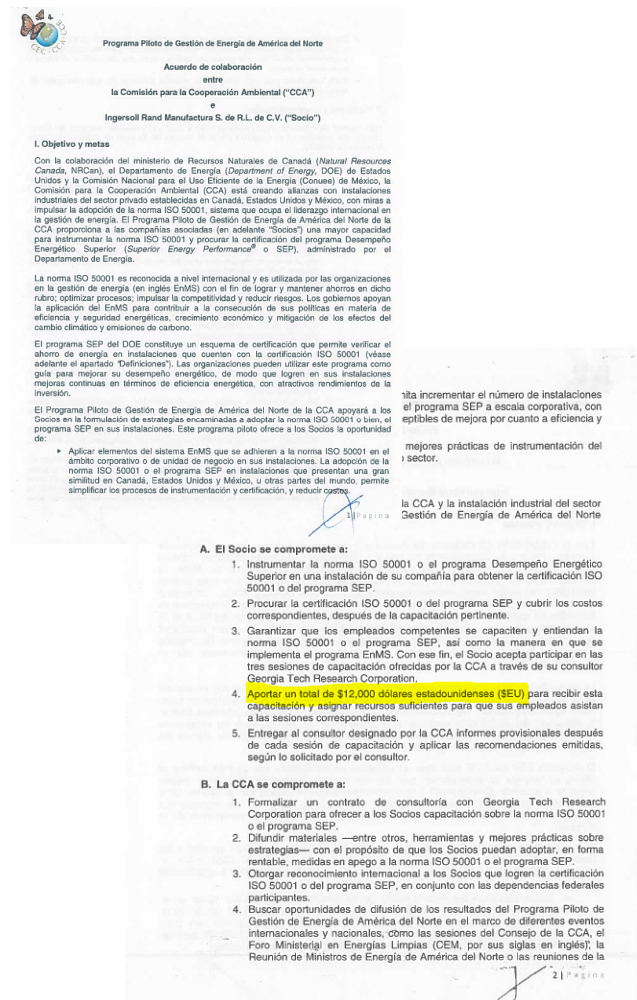 CEC · CCA · CCE
Programa Piloto de Gestión de Energía de América del Norte
Acuerdo de colaboración
entre
la Comisión para la Cooperación Ambiental ("CCA")
e
Ingersoll Rand Manufactura S. de R.L. de C.V. ("Socio")
I. Objetivo y metas
Con la colaboración del ministerio de Recursos Naturales de Canadá (Natural Resources
Canada, NRCan), el Departamento de Energía (Department of Energy, DOE) de Estados
Unidos y la Comisión Nacional para el Uso Eficiente de la Energía (Conuee) de México, la
Comisión para la Cooperación Ambiental (CCA) está creando alianzas con instalaciones
industriales del sector privado establecidas en Canadá, Estados Unidos y México, con miras a
impulsar la adopción de la norma ISO 50001, sistema que ocupa el liderazgo internacional en
la gestión de energía. El Programa Piloto de Gestión de Energía de América del Norte de la
CCA proporciona a las compañías asociadas (en adelante "Socios") una mayor capacidad
para instrumentar la norma ISO 50001 y procurar la certificación del programa Desempeño
Energético Superior (Superior Energy Performance® o SEP), administrado por el
Departamento de Energía.
La norma ISO 50001 es reconocida a nivel internacional y es utilizada por las organizaciones
en la gestión de energía (en inglés EnMS) con el fin de lograr y mantener ahorros en dicho
rubro; optimizar procesos; impulsar la competitividad y reducir riesgos. Los gobiernos apoyan
la aplicación del EnMS para contribuir a la consecución de sus políticas en materia de
eficiencia y seguridad energéticas, crecimiento económico y mitigación de los efectos del
cambio climático y emisiones de carbono.
El programa SEP del DOE constituye un esquema de certificación que permite verificar el
ahorro de energía en instalaciones que cuenten con la certificación ISO 50001 (véase
adelante el apartado "Definiciones"). Las organizaciones pueden utilizar este programa como
guía para mejorar su desempeño energético, de modo que logren en sus instalaciones
mejoras continuas en términos de eficiencia energética, con atractivos rendimientos de la
inversión.
El Programa Piloto de Gestión de Energía de América del Norte de la CCA apoyará a los
Socios en la formulación de estrategias encaminadas a adoptar la norma ISO 50001 o bien, el
programa SEP en sus instalaciones. Este programa piloto ofrece a los Socios la oportunidad
de:
▸ Aplicar elementos del sistema EnMS que se adhieren a la norma ISO 50001 en el
ámbito corporativo o de unidad de negocio en sus instalaciones. La adopción de la
norma ISO 50001 o el programa SEP en instalaciones que presentan una gran
similitud en Canadá, Estados Unidos y México, u otras partes del mundo, permite
simplificar los procesos de instrumentación y certificación, y reducir costos.
1 | Página
mita incrementar el número de instalaciones
el programa SEP a escala corporativa, con
eptibles de mejora por cuanto a eficiencia y
mejores prácticas de instrumentación del
sector.
la CCA y la instalación industrial del sector
Gestión de Energía de América del Norte
A. El Socio se compromete a:
1. Instrumentar la norma ISO 50001 o el programa Desempeño Energético
Superior en una instalación de su compañía para obtener la certificación ISO
50001 o del programa SEP.
2. Procurar la certificación ISO 50001 o del programa SEP y cubrir los costos
correspondientes, después de la capacitación pertinente.
3. Garantizar que los empleados competentes se capaciten y entiendan la
norma ISO 50001 o el programa SEP, así como la manera en que se
implementa el programa EnMS. Con ese fin, el Socio acepta participar en las
tres sesiones de capacitación ofrecidas por la CCA a través de su consultor
Georgia Tech Research Corporation.
4. Aportar un total de $12,000 dólares estadounidenses ($EU) para recibir esta
capacitación y asignar recursos suficientes para que sus empleados asistan
a las sesiones correspondientes.
5. Entregar al consultor designado por la CCA informes provisionales después
de cada sesión de capacitación y aplicar las recomendaciones emitidas,
según lo solicitado por el consultor.
B. La CCA se compromete a:
1. Formalizar un contrato de consultoría con Georgia Tech Research
Corporation para ofrecer a los Socios capacitación sobre la norma ISO 50001
o el programa SEP.
2. Difundir materiales —entre otros, herramientas y mejores prácticas sobre
estrategias— con el propósito de que los Socios puedan adoptar, en forma
rentable, medidas en apego a la norma ISO 50001 o el programa SEP.
3. Otorgar reconocimiento internacional a los Socios que logren la certificación
ISO 50001 o del programa SEP, en conjunto con las dependencias federales
participantes.
4. Buscar oportunidades de difusión de los resultados del Programa Piloto de
Gestión de Energía de América del Norte en el marco de diferentes eventos
internacionales y nacionales, como las sesiones del Consejo de la CCA, el
Foro Ministerial en Energías Limpias (CEM, por sus siglas en inglés), la
Reunión de Ministros de Energía de América del Norte o las reuniones de la
2 | Página